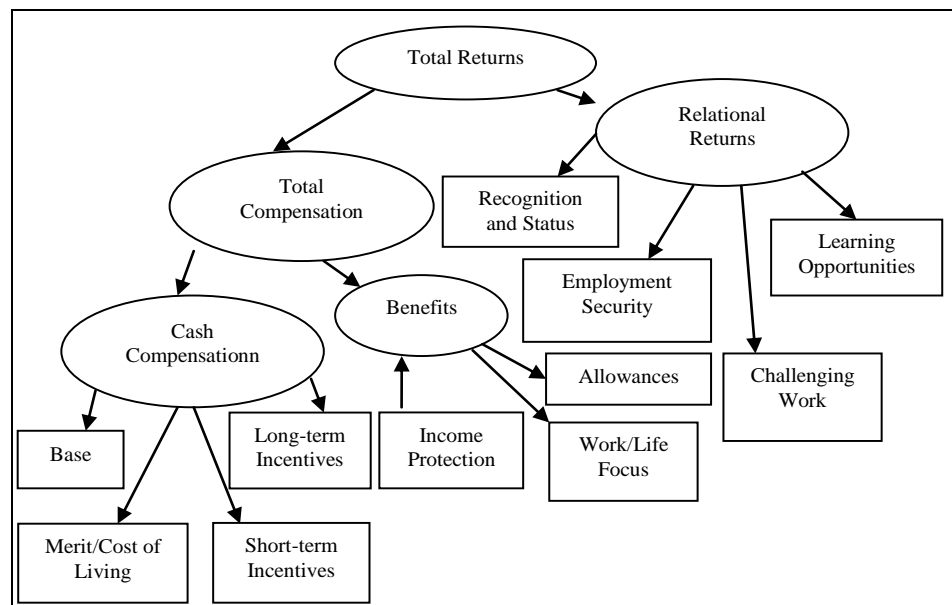 Total Returns
Relational
Returns
Total
Compensation
Recognition
and Status
Learning
Opportunities
Employment
Security
Benefits
Cash
Compensationn
Allowances
Challenging
Work
Base
Long-term
Incentives
Income
Protection
Work/Life
Focus
Merit/Cost of
Living
Short-term
Incentives